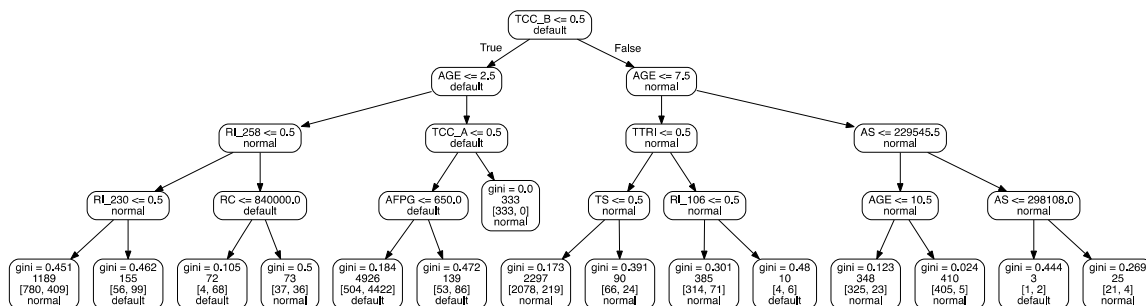 TCC_B <= 0.5
default
True
False
AGE <= 2.5
default
AGE <= 7.5
normal
RI_258 <= 0.5
normal
TCC_A <= 0.5
default
TTRI <= 0.5
normal
AS <= 229545.5
normal
RI_230 <= 0.5
normal
RC <= 840000.0
default
AFPG <= 650.0
default
gini = 0.0
333
[333, 0]
normal
TS <= 0.5
normal
RI_106 <= 0.5
normal
AGE <= 10.5
normal
AS <= 298108.0
normal
gini = 0.451
1189
[780, 409]
normal
gini = 0.462
155
[56, 99]
default
gini = 0.105
72
[4, 68]
default
gini = 0.5
73
[37, 36]
normal
gini = 0.184
4926
[504, 4422]
default
gini = 0.472
139
[53, 86]
default
gini = 0.173
2297
[2078, 219]
normal
gini = 0.391
90
[66, 24]
normal
gini = 0.301
385
[314, 71]
normal
gini = 0.48
10
[4, 6]
default
gini = 0.123
348
[325, 23]
normal
gini = 0.024
410
[405, 5]
normal
gini = 0.444
3
[1, 2]
default
gini = 0.269
25
[21, 4]
normal